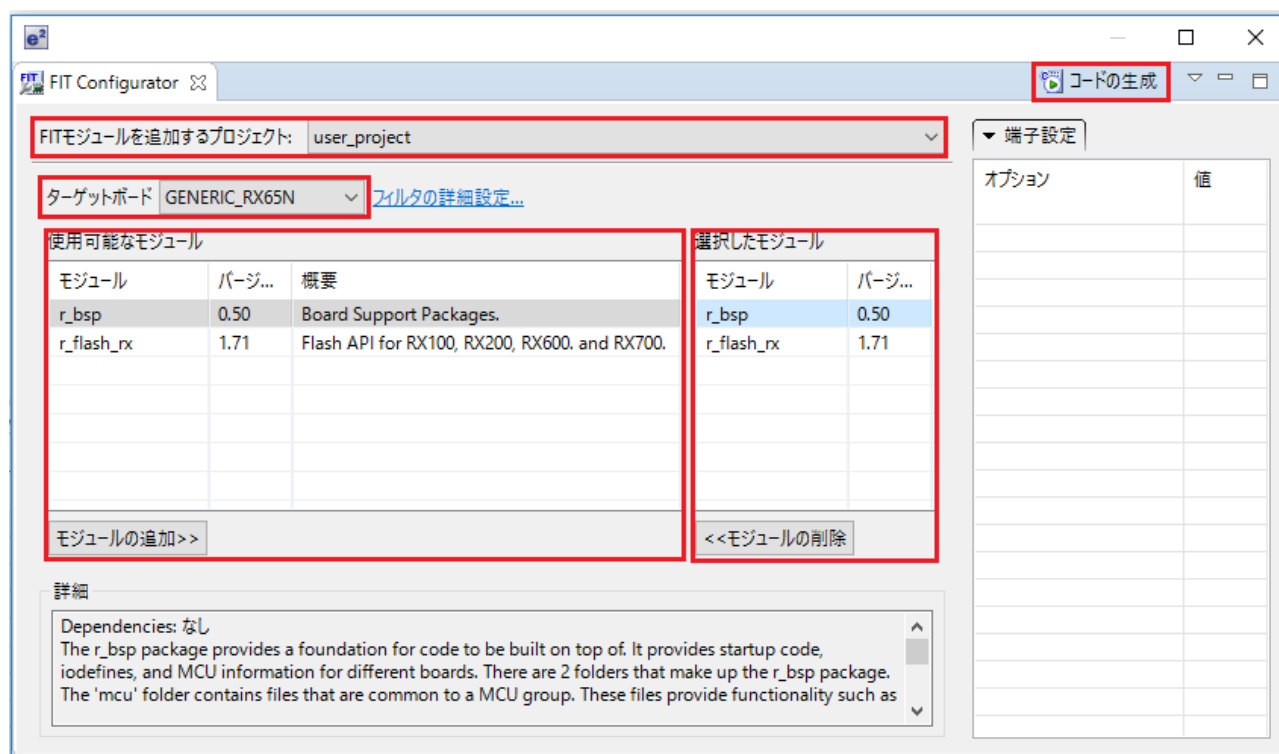 e²
FIT Configurator
コードの生成
FITモジュールを追加するプロジェクト: user_project
ターゲットボード GENERIC_RX65N フィルタの詳細設定...
使用可能なモジュール
モジュール バージ... 概要
r_bsp 0.50 Board Support Packages.
r_flash_rx 1.71 Flash API for RX100, RX200, RX600. and RX700.
モジュールの追加>>
選択したモジュール
モジュール バージ...
r_bsp 0.50
r_flash_rx 1.71
<<モジュールの削除
詳細
Dependencies: なし
The r_bsp package provides a foundation for code to be built on top of. It provides startup code,
iodefines, and MCU information for different boards. There are 2 folders that make up the r_bsp package.
The 'mcu' folder contains files that are common to a MCU group. These files provide functionality such as
端子設定
オプション 値